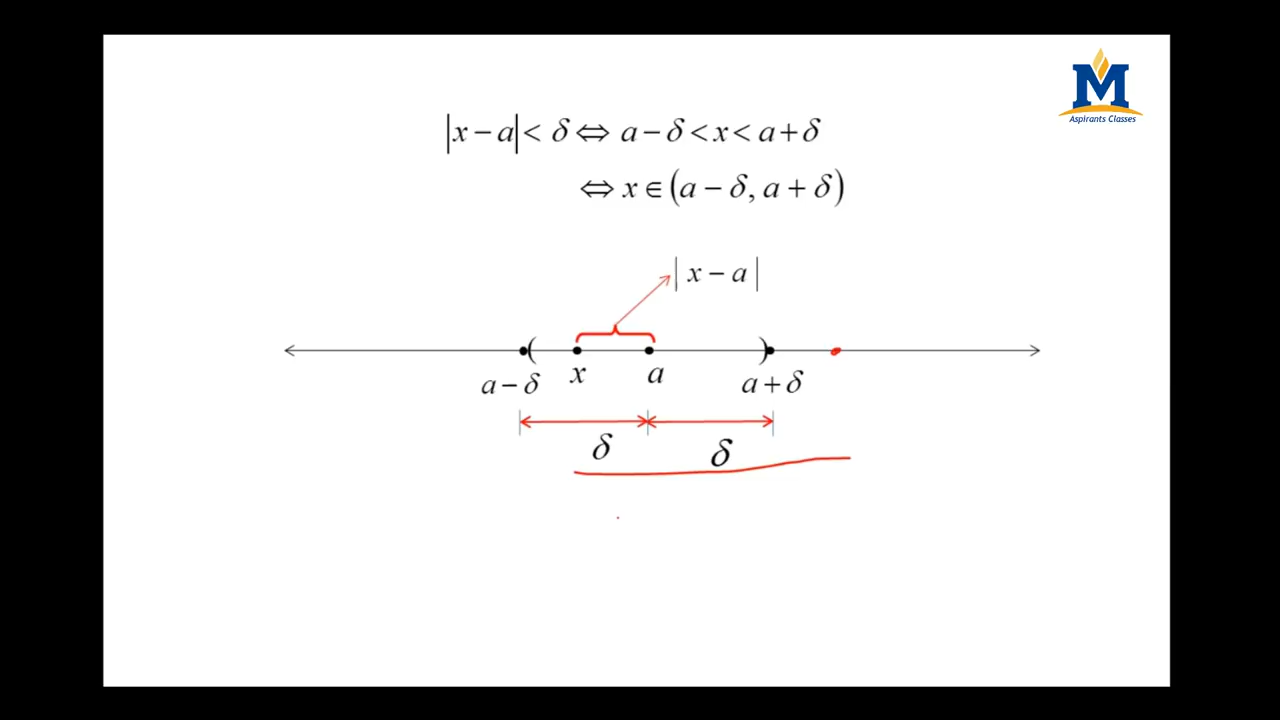 M
Aspirants Classes
|x − a| < δ ⇔ a − δ < x < a + δ
⇔ x ∈ (a − δ, a + δ)
| x − a |
( )
a − δ x a a + δ
δ δ